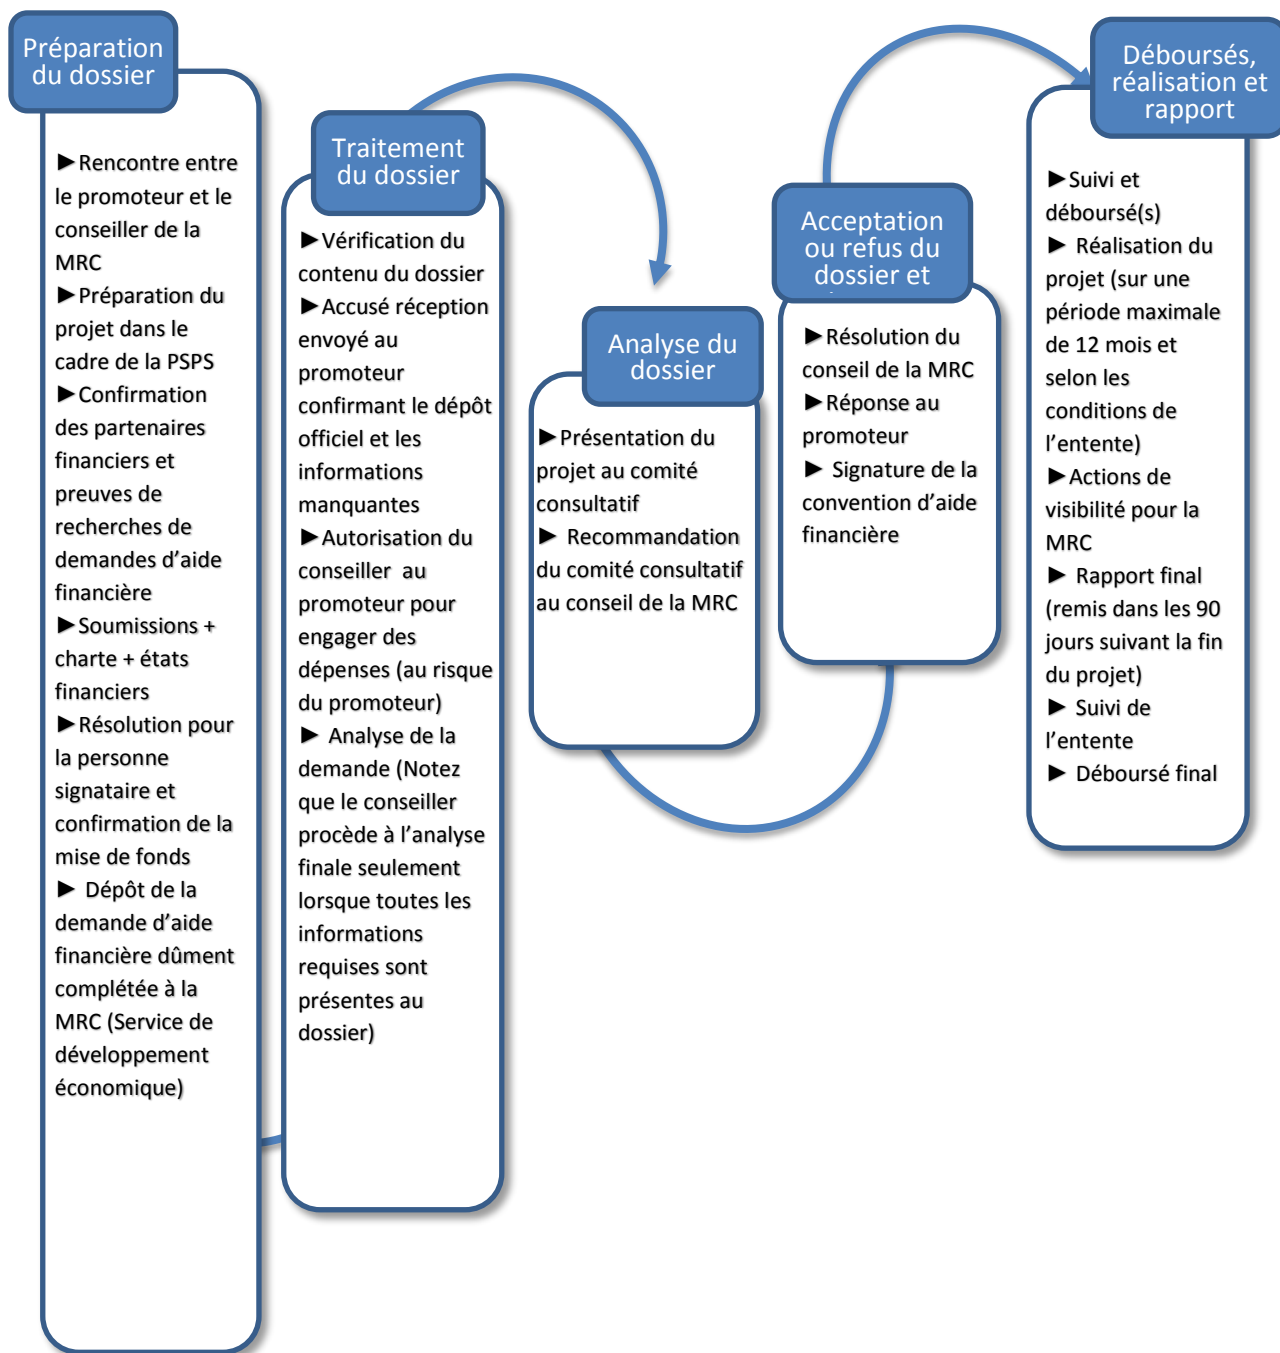 Préparation
du dossier
►Rencontre entre
le promoteur et le
conseiller de la
MRC
►Préparation du
projet dans le
cadre de la PSPS
►Confirmation
des partenaires
financiers et
preuves de
recherches de
demandes d’aide
financière
►Soumissions +
charte + états
financiers
►Résolution pour
la personne
signataire et
confirmation de la
mise de fonds
► Dépôt de la
demande d’aide
financière dûment
complétée à la
MRC (Service de
développement
économique)
Traitement
du dossier
►Vérification du
contenu du dossier
►Accusé réception
envoyé au
promoteur
confirmant le dépôt
officiel et les
informations
manquantes
►Autorisation du
conseiller au
promoteur pour
engager des
dépenses (au risque
du promoteur)
► Analyse de la
demande (Notez
que le conseiller
procède à l’analyse
finale seulement
lorsque toutes les
informations
requises sont
présentes au
dossier)
Analyse du
dossier
►Présentation du
projet au comité
consultatif
► Recommandation
du comité consultatif
au conseil de la MRC
Acceptation
ou refus du
dossier et
►Résolution du
conseil de la MRC
►Réponse au
promoteur
► Signature de la
convention d’aide
financière
Déboursés,
réalisation et
rapport
►Suivi et
déboursé(s)
► Réalisation du
projet (sur une
période maximale
de 12 mois et
selon les
conditions de
l’entente)
►Actions de
visibilité pour la
MRC
► Rapport final
(remis dans les 90
jours suivant la fin
du projet)
► Suivi de
l’entente
► Déboursé final